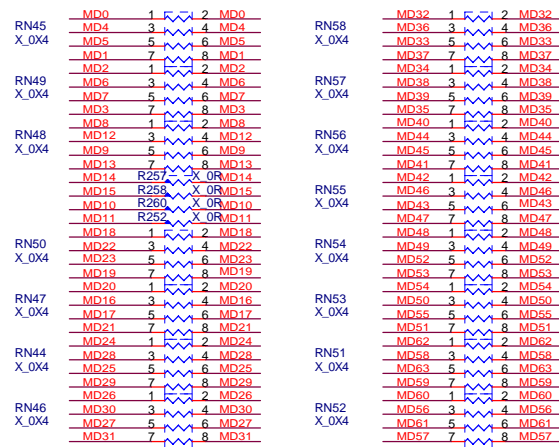 MD0 1 2 MD0
RN45 MD4 3 4 MD4
X_0X4 MD5 5 6 MD5
MD1 7 8 MD1
MD2 1 2 MD2
RN49 MD6 3 4 MD6
X_0X4 MD7 5 6 MD7
MD3 7 8 MD3
MD8 1 2 MD8
RN48 MD12 3 4 MD12
X_0X4 MD9 5 6 MD9
MD13 7 8 MD13
MD14 R257 X_0R MD14
MD15 R258 X_0R MD15
MD10 R260 X_0R MD10
MD11 R252 X_0R MD11
MD18 1 2 MD18
RN50 MD22 3 4 MD22
X_0X4 MD23 5 6 MD23
MD19 7 8 MD19
MD20 1 2 MD20
RN47 MD16 3 4 MD16
X_0X4 MD17 5 6 MD17
MD21 7 8 MD21
MD24 1 2 MD24
RN44 MD28 3 4 MD28
X_0X4 MD25 5 6 MD25
MD29 7 8 MD29
MD26 1 2 MD26
RN46 MD30 3 4 MD30
X_0X4 MD27 5 6 MD27
MD31 7 8 MD31
MD32 1 2 MD32
RN58 MD36 3 4 MD36
X_0X4 MD33 5 6 MD33
MD37 7 8 MD37
MD34 1 2 MD34
RN57 MD38 3 4 MD38
X_0X4 MD39 5 6 MD39
MD35 7 8 MD35
MD40 1 2 MD40
RN56 MD44 3 4 MD44
X_0X4 MD45 5 6 MD45
MD41 7 8 MD41
MD42 1 2 MD42
RN55 MD46 3 4 MD46
X_0X4 MD43 5 6 MD43
MD47 7 8 MD47
MD48 1 2 MD48
RN54 MD49 3 4 MD49
X_0X4 MD52 5 6 MD52
MD53 7 8 MD53
MD54 1 2 MD54
RN53 MD50 3 4 MD50
X_0X4 MD55 5 6 MD55
MD51 7 8 MD51
MD62 1 2 MD62
RN51 MD58 3 4 MD58
X_0X4 MD63 5 6 MD63
MD59 7 8 MD59
MD60 1 2 MD60
RN52 MD56 3 4 MD56
X_0X4 MD61 5 6 MD61
MD57 7 8 MD57